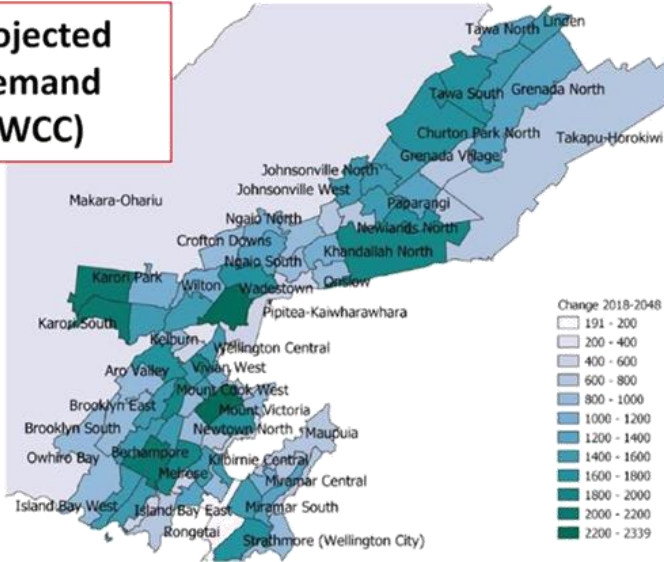 ojected
emand
WCC)
Linden
Tawa North
Tawa South
Grenada North
Churton Park North
Takapu-Horokiwi
Grenada Village
Johnsonville North
Johnsonville West
Makara-Ohariu
Paparangi
Ngaio North
Newlands North
Crofton Downs
Khandallah North
Ngaio South
Karori Park
Wilton
Wadestown
Onslow
Pipitea-Kaiwharawhara
Karori South
Kelburn
Wellington Central
Aro Valley
Vivian West
Mount Cook West
Brooklyn East
Mount Victoria
Brooklyn South
Newtown North
Maupuia
Berhampore
Owhiro Bay
Kilbirnie Central
Melrose
Miramar Central
Island Bay West
Island Bay East
Miramar South
Rongotai
Strathmore (Wellington City)
Change 2018-2048
191 - 200
200 - 400
400 - 600
600 - 800
800 - 1000
1000 - 1200
1200 - 1400
1400 - 1600
1600 - 1800
1800 - 2000
2000 - 2200
2200 - 2339